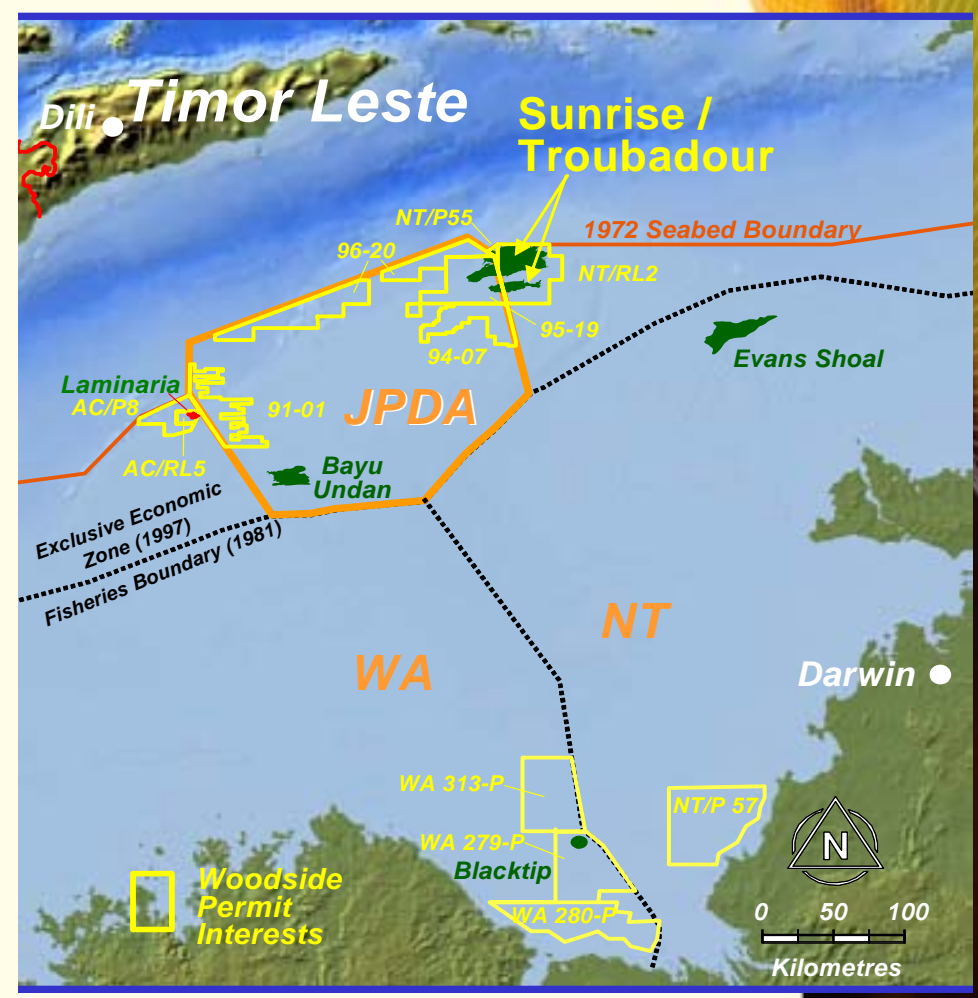 Dili
Timor Leste
Sunrise /
Troubadour
NT/P55
1972 Seabed Boundary
96-20
NT/RL2
95-19
94-07
Evans Shoal
Laminaria
AC/P8
91-01
JPDA
AC/RL5
Bayu
Undan
Exclusive Economic
Zone (1997)
Fisheries Boundary (1981)
NT
WA
Darwin
WA 313-P
NT/P 57
WA 279-P
Blacktip
N
Woodside
Permit
Interests
WA 280-P
0 50 100
Kilometres